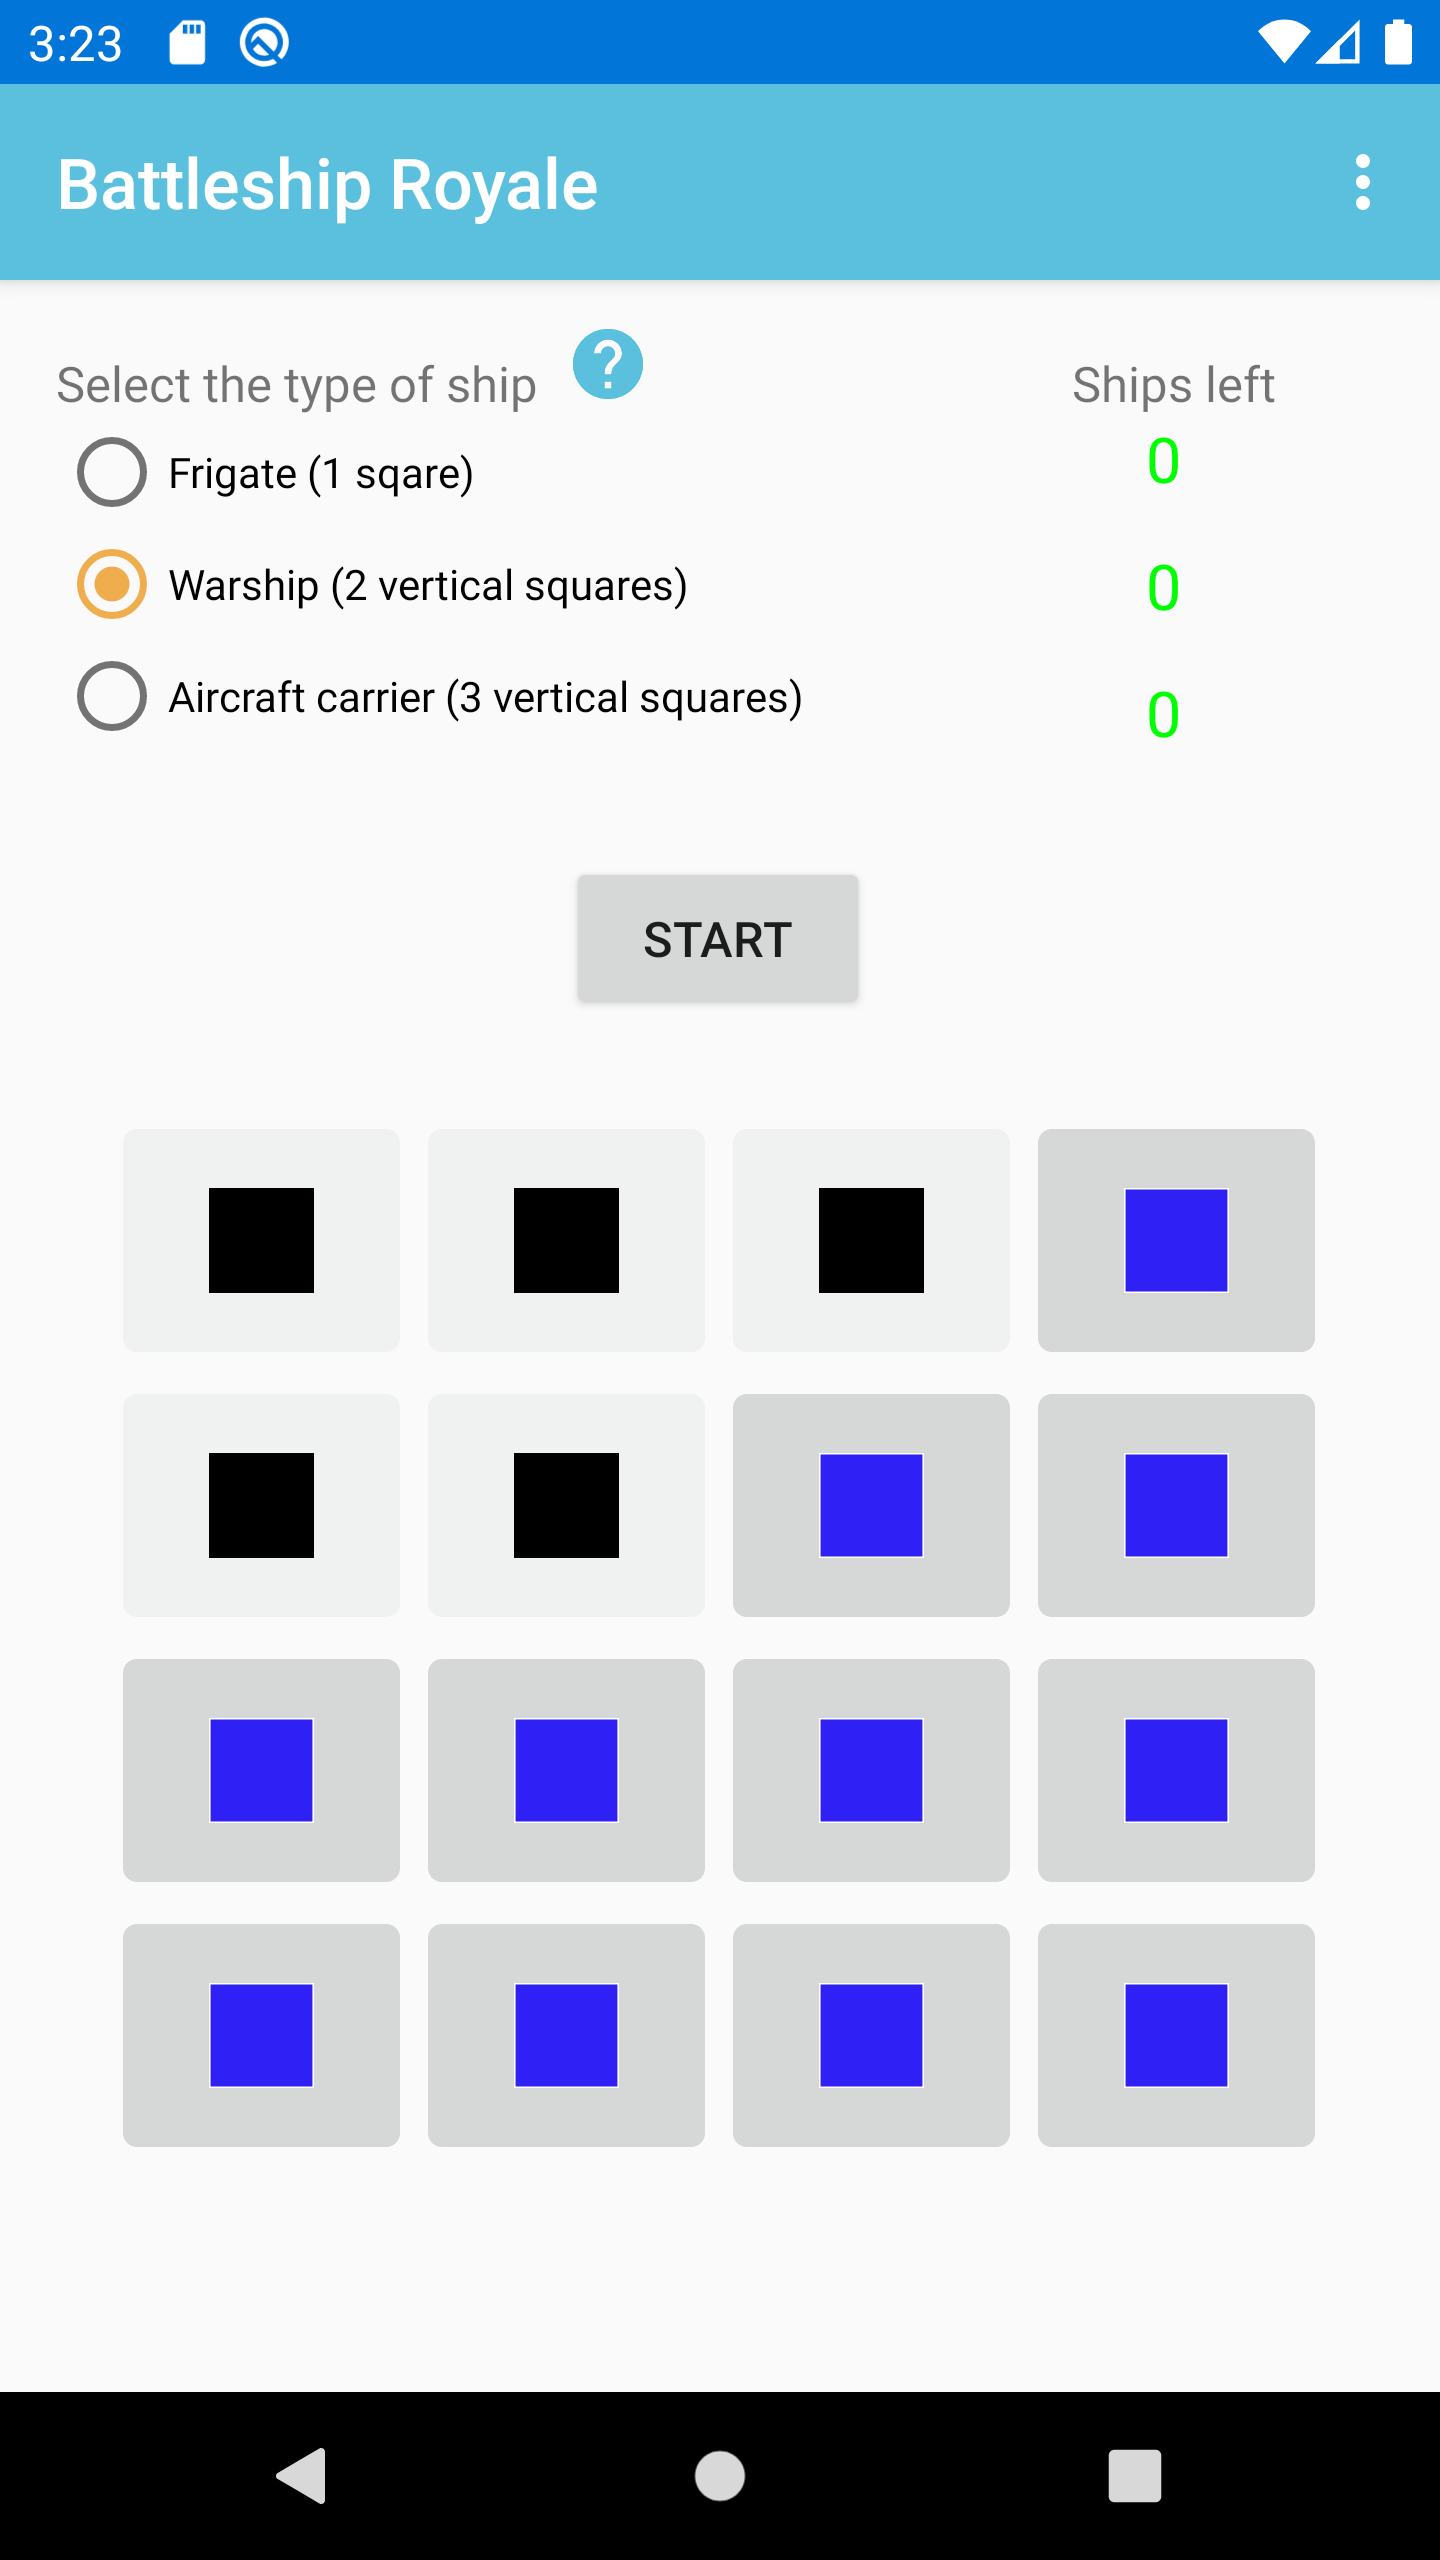 3:23
Battleship Royale
Select the type of ship ?
Ships left
Frigate (1 sqare)
0
Warship (2 vertical squares)
0
Aircraft carrier (3 vertical squares)
0
START